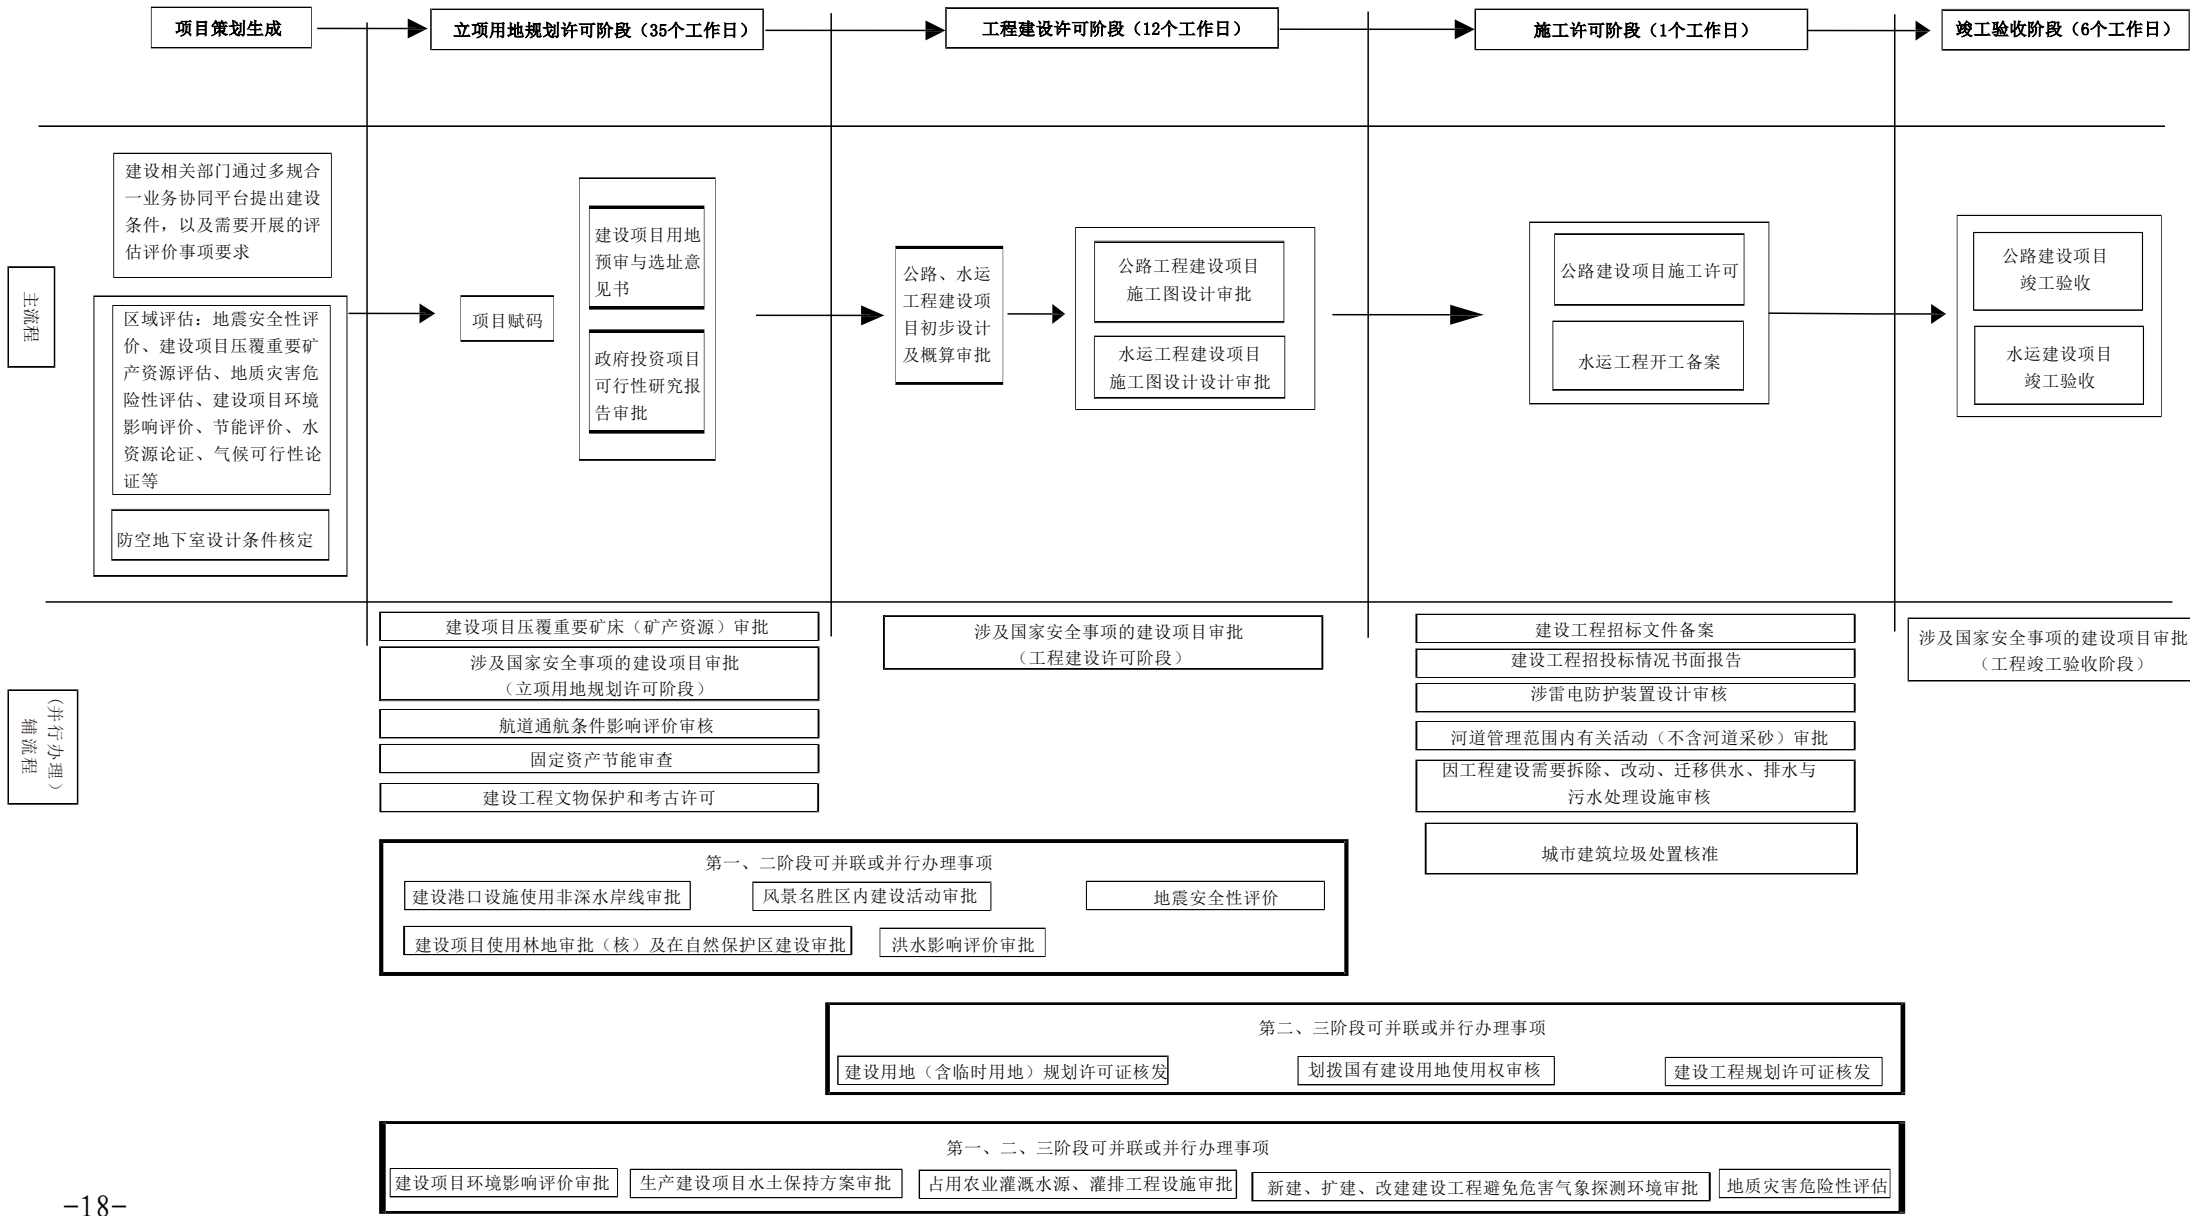 项目策划生成
立项用地规划许可阶段（35个工作日）
工程建设许可阶段（12个工作日）
施工许可阶段（1个工作日）
竣工验收阶段（6个工作日）
主流程
建设相关部门通过多规合
一业务协同平台提出建设
条件，以及需要开展的评
估评价事项要求
区域评估：地震安全性评
价、建设项目压覆重要矿
产资源评估、地质灾害危
险性评估、建设项目环境
影响评价、节能评价、水
资源论证、气候可行性论
证等
防空地下室设计条件核定
项目赋码
建设项目用地
预审与选址意
见书
政府投资项目
可行性研究报
告审批
公路、水运
工程建设项
目初步设计
及概算审批
公路工程建设项目
施工图设计审批
水运工程建设项目
施工图设计设计审批
公路建设项目施工许可
水运工程开工备案
公路建设项目
竣工验收
水运建设项目
竣工验收
（并行办理）
辅流程
建设项目压覆重要矿床（矿产资源）审批
涉及国家安全事项的建设项目审批
（立项用地规划许可阶段）
航道通航条件影响评价审核
固定资产节能审查
建设工程文物保护和考古许可
涉及国家安全事项的建设项目审批
（工程建设许可阶段）
建设工程招标文件备案
建设工程招投标情况书面报告
涉雷电防护装置设计审核
河道管理范围内有关活动（不含河道采砂）审批
因工程建设需要拆除、改动、迁移供水、排水与
污水处理设施审核
城市建筑垃圾处置核准
涉及国家安全事项的建设项目审批
（工程竣工验收阶段）
第一、二阶段可并联或并行办理事项
建设港口设施使用非深水岸线审批
风景名胜区内建设活动审批
地震安全性评价
建设项目使用林地审批（核）及在自然保护区建设审批
洪水影响评价审批
第二、三阶段可并联或并行办理事项
建设用地（含临时用地）规划许可证核发
划拨国有建设用地使用权审核
建设工程规划许可证核发
第一、二、三阶段可并联或并行办理事项
建设项目环境影响评价审批
生产建设项目水土保持方案审批
占用农业灌溉水源、灌排工程设施审批
新建、扩建、改建建设工程避免危害气象探测环境审批
地质灾害危险性评估
-18-